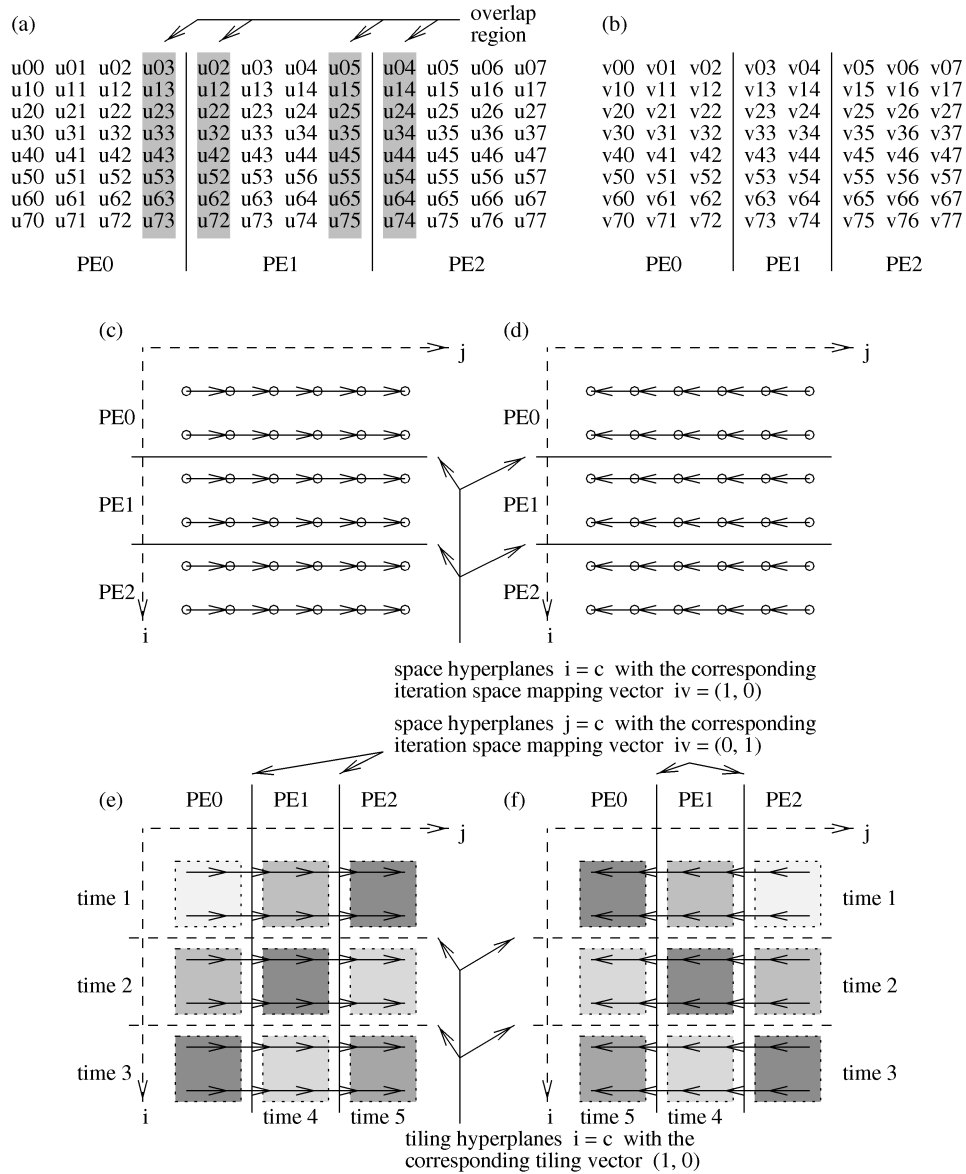 (a)
overlap
region
(b)
u00 u01 u02 u03 u02 u03 u04 u05 u04 u05 u06 u07
u10 u11 u12 u13 u12 u13 u14 u15 u14 u15 u16 u17
u20 u21 u22 u23 u22 u23 u24 u25 u24 u25 u26 u27
u30 u31 u32 u33 u32 u33 u34 u35 u34 u35 u36 u37
u40 u41 u42 u43 u42 u43 u44 u45 u44 u45 u46 u47
u50 u51 u52 u53 u52 u53 u56 u55 u54 u55 u56 u57
u60 u61 u62 u63 u62 u63 u64 u65 u64 u65 u66 u67
u70 u71 u72 u73 u72 u73 u74 u75 u74 u75 u76 u77
PE0 PE1 PE2
v00 v01 v02 v03 v04 v05 v06 v07
v10 v11 v12 v13 v14 v15 v16 v17
v20 v21 v22 v23 v24 v25 v26 v27
v30 v31 v32 v33 v34 v35 v36 v37
v40 v41 v42 v43 v44 v45 v46 v47
v50 v51 v52 v53 v54 v55 v56 v57
v60 v61 v62 v63 v64 v65 v66 v67
v70 v71 v72 v73 v74 v75 v76 v77
PE0 PE1 PE2
(c)
j
PE0
PE1
PE2
i
(d)
j
PE0
PE1
PE2
i
space hyperplanes i = c with the corresponding
iteration space mapping vector iv = (1, 0)
space hyperplanes j = c with the corresponding
iteration space mapping vector iv = (0, 1)
(e)
PE0 PE1 PE2
j
time 1
time 2
time 3
i
time 4 time 5
(f)
PE0 PE1 PE2
j
time 1
time 2
time 3
i
time 5 time 4
tiling hyperplanes i = c with the
corresponding tiling vector (1, 0)